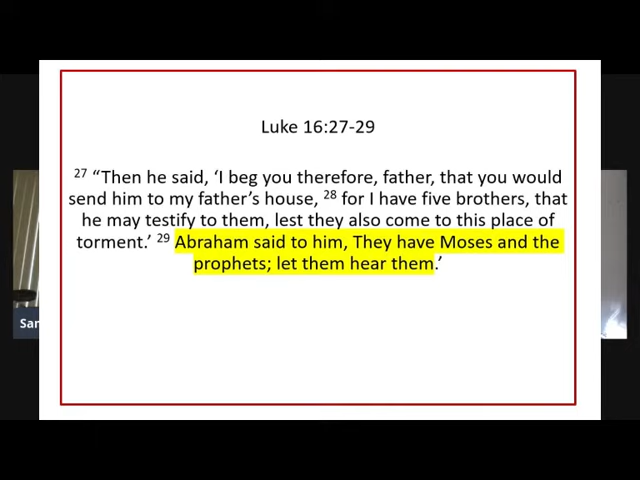 Luke 16:27-29
27 “Then he said, ‘I beg you therefore, father, that you would
send him to my father’s house, 28 for I have five brothers, that
he may testify to them, lest they also come to this place of
torment.’ 29 Abraham said to him, They have Moses and the
prophets; let them hear them.’
San